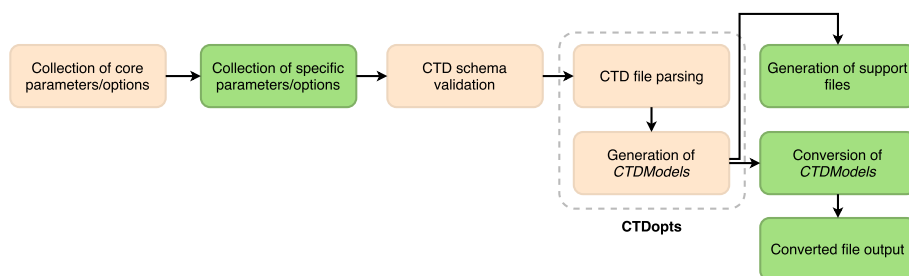 Collection of core
parameters/options
Collection of specific
parameters/options
CTD schema
validation
CTD file parsing
Generation of support
files
Generation of
CTDModels
Conversion of
CTDModels
CTDopts
Converted file output